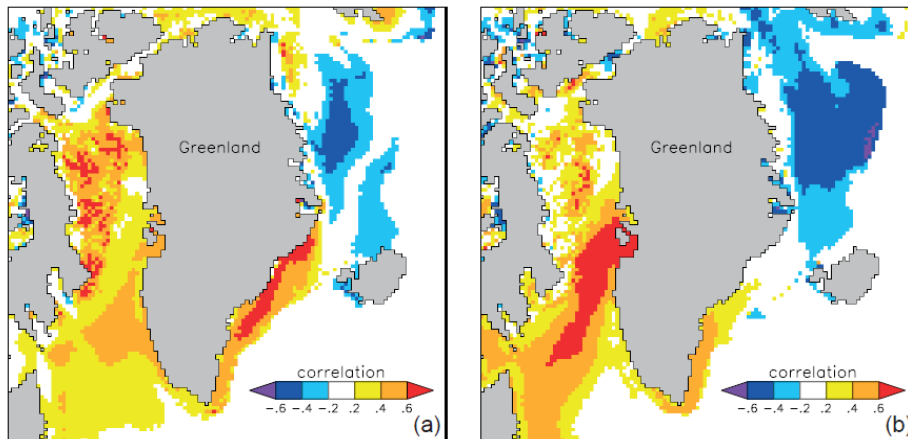 Greenland
correlation
-.6 -.4 -.2 .2 .4 .6
(a)
Greenland
correlation
-.6 -.4 -.2 .2 .4 .6
(b)